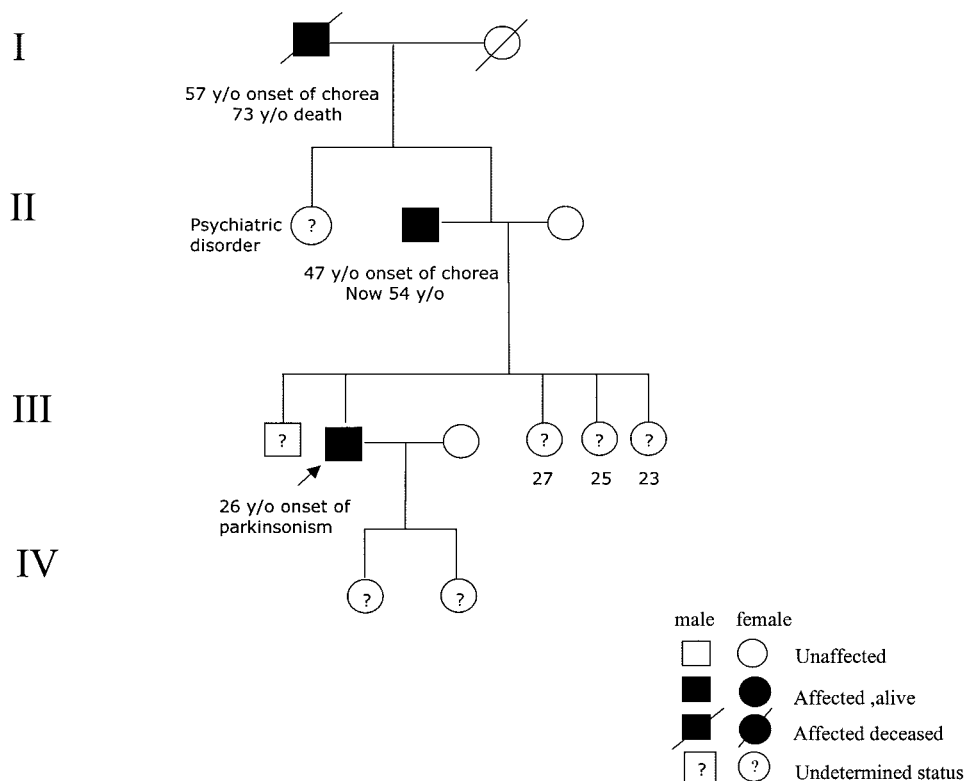 I
57 y/o onset of chorea
73 y/o death
II
Psychiatric
disorder
?
47 y/o onset of chorea
Now 54 y/o
III
? ? ? ?
27 25 23
26 y/o onset of
parkinsonism
IV
? ?
male female
Unaffected
Affected ,alive
Affected deceased
? ? Undetermined status